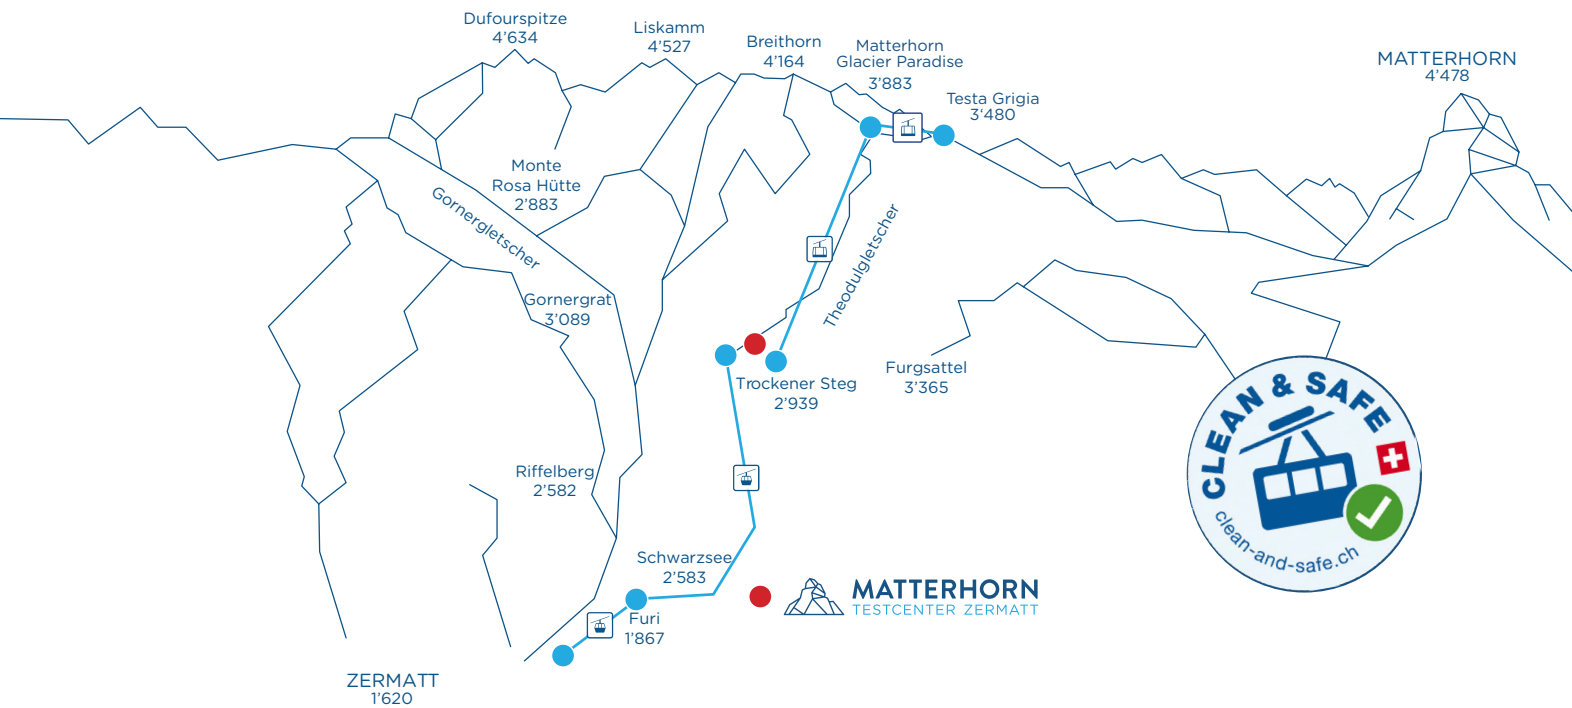 Dufourspitze
4’634
Liskamm
4’527
Breithorn
4’164
Matterhorn
Glacier Paradise
3’883
Testa Grigia
3‘480
MATTERHORN
4’478
Monte
Rosa Hütte
2’883
Gornergletscher
Theodulgletscher
Gornergrat
3’089
Trockener Steg
2’939
Furgsattel
3’365
CLEAN & SAFE
clean-and-safe.ch
Riffelberg
2’582
Schwarzsee
2’583
MATTERHORN
TESTCENTER ZERMATT
Furi
1’867
ZERMATT
1’620